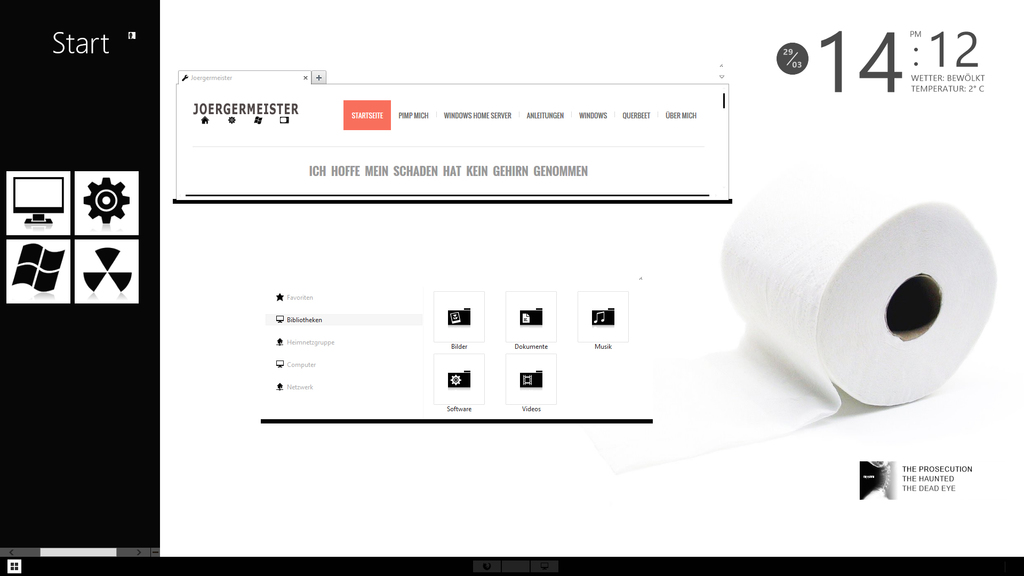 Start
Joergermeister
JOERGERMEISTER
STARTSEITE PIMP MICH WINDOWS HOME SERVER ANLEITUNGEN WINDOWS QUERBEET ÜBER MICH
ICH HOFFE MEIN SCHADEN HAT KEIN GEHIRN GENOMMEN
29/03
14 PM : 12
WETTER: BEWÖLKT
TEMPERATUR: 2° C
Favoriten
Bibliotheken
Heimnetzgruppe
Computer
Netzwerk
Bilder Dokumente Musik
Software Videos
THE PROSECUTION
THE HAUNTED
THE DEAD EYE